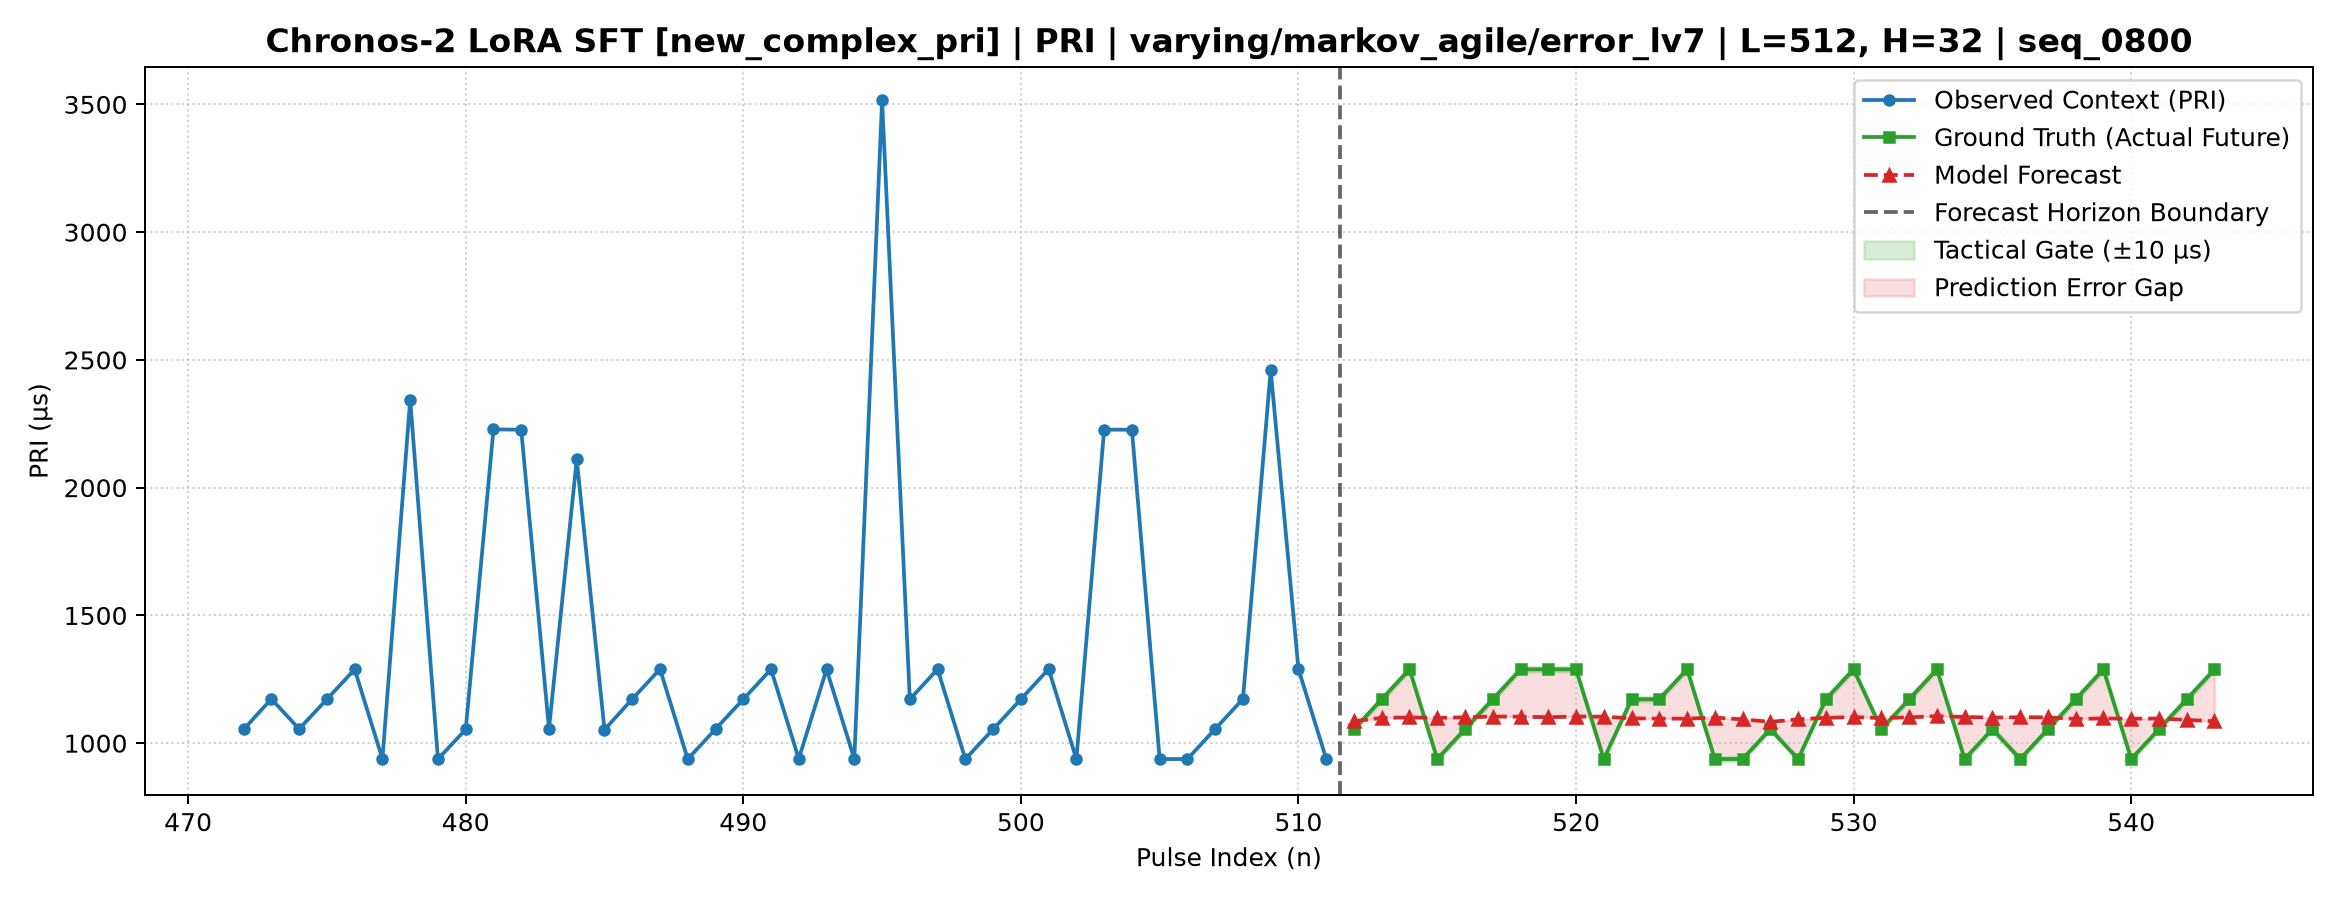 Chronos-2 LoRA SFT [new_complex_pri] | PRI | varying/markov_agile/error_lv7 | L=512, H=32 | seq_0800
Observed Context (PRI)
Ground Truth (Actual Future)
Model Forecast
Forecast Horizon Boundary
Tactical Gate (±10 μs)
Prediction Error Gap
PRI (μs)
3500
3000
2500
2000
1500
1000
470 480 490 500 510 520 530 540
Pulse Index (n)